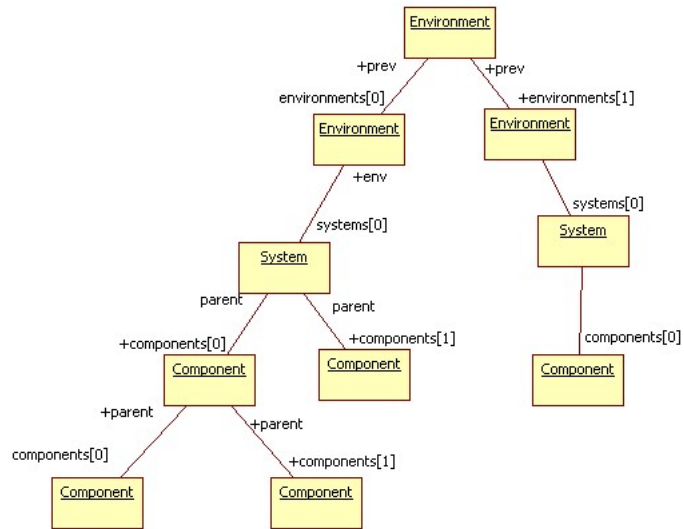 Environment
+prev
+prev
environments[0]
+environments[1]
Environment
Environment
+env
systems[0]
systems[0]
System
System
parent
parent
+components[0]
+components[1]
components[0]
Component
Component
Component
+parent
+parent
components[0]
+components[1]
Component
Component